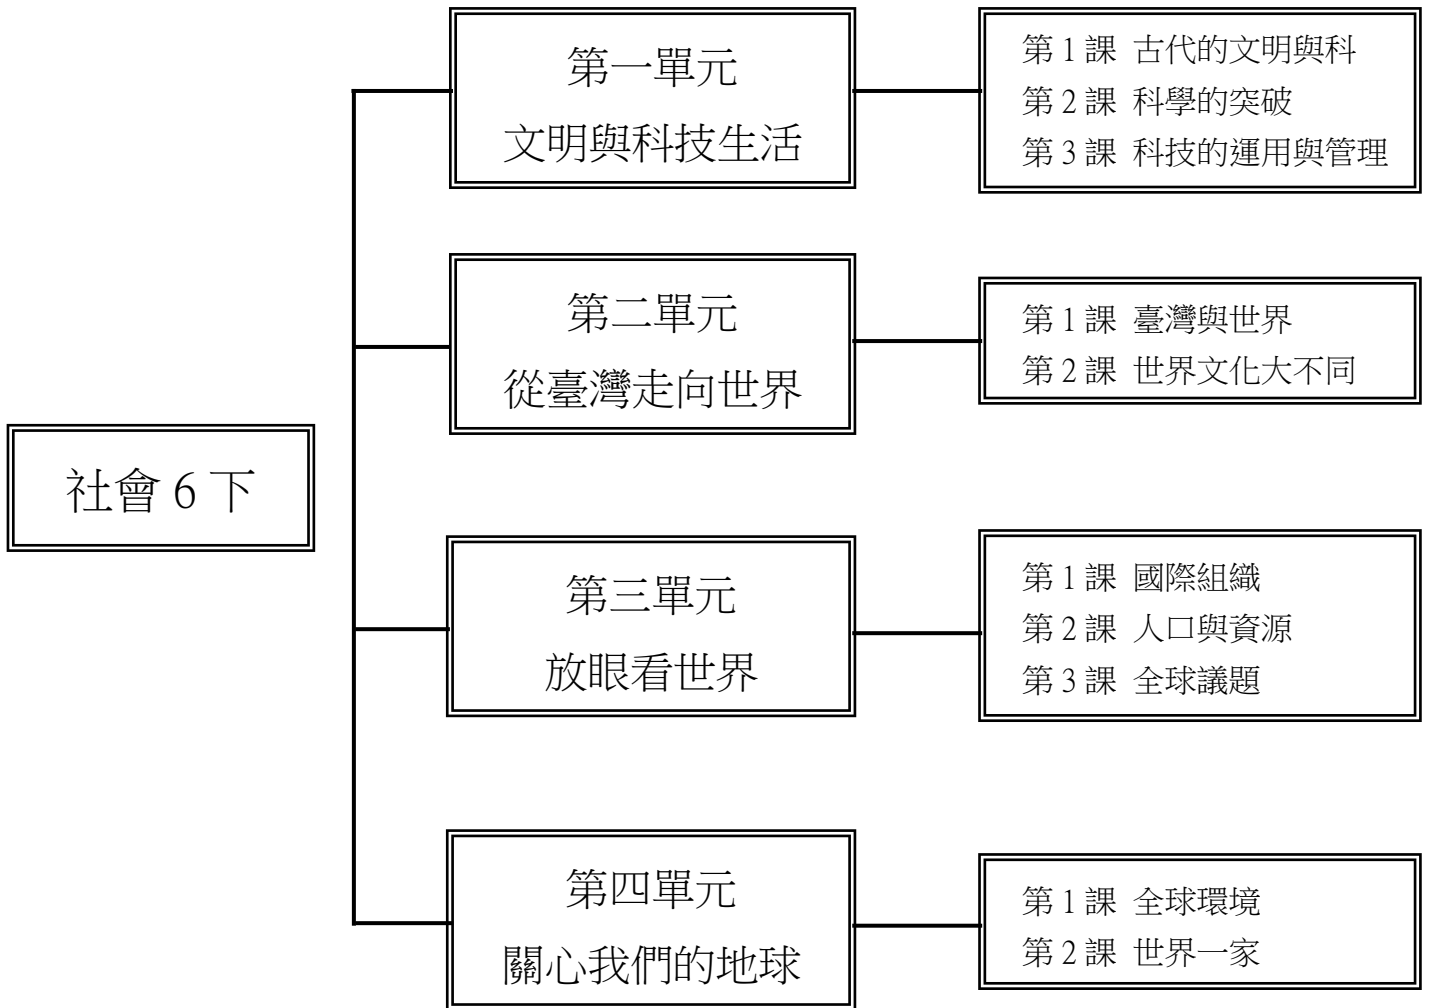 第一單元
文明與科技生活
第1課 古代的文明與科
第2課 科學的突破
第3課 科技的運用與管理
第二單元
從臺灣走向世界
第1課 臺灣與世界
第2課 世界文化大不同
社會6下
第三單元
放眼看世界
第1課 國際組織
第2課 人口與資源
第3課 全球議題
第四單元
關心我們的地球
第1課 全球環境
第2課 世界一家